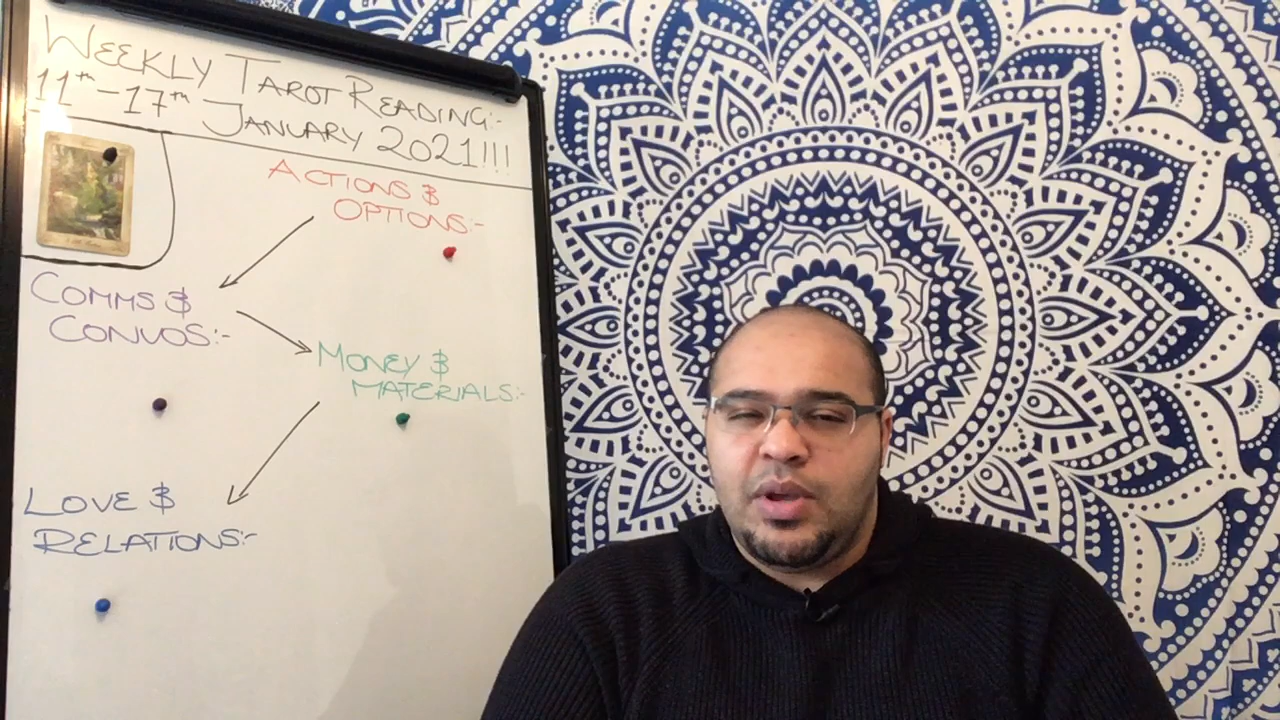 WEEKLY TAROT READING:-
11th - 17th JANUARY 2021!!!
ACTIONS &
OPTIONS:-
COMMS &
CONVOS:-
MONEY &
MATERIALS:-
LOVE &
RELATIONS:-